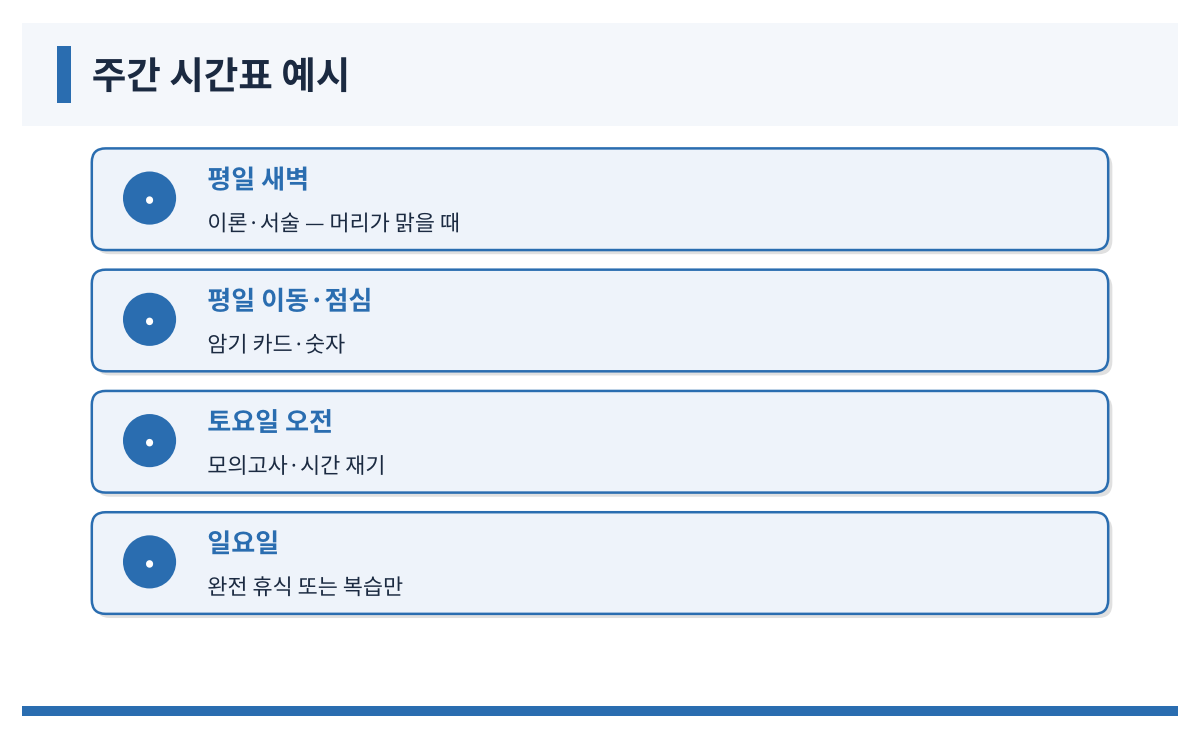 주간 시간표 예시
평일 새벽
이론·서술 — 머리가 맑을 때
평일 이동·점심
암기 카드·숫자
토요일 오전
모의고사·시간 재기
일요일
완전 휴식 또는 복습만